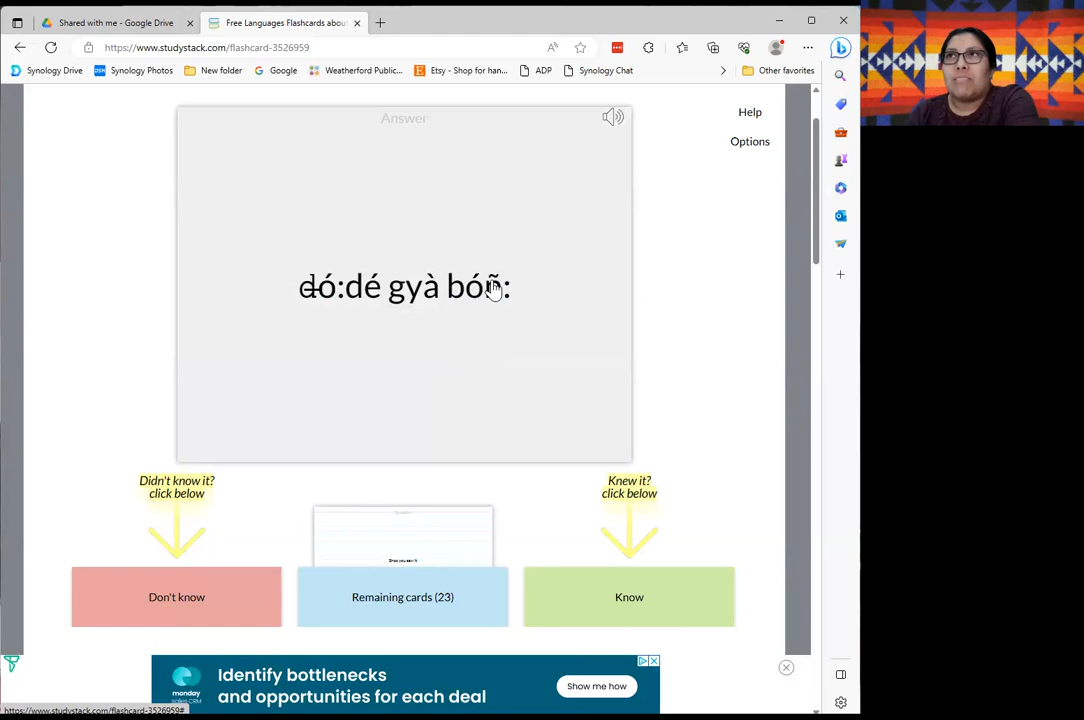 Shared with me - Google Drive
Free Languages Flashcards abou
https://www.studystack.com/flashcard-3526959
Synology Drive
Synology Photos
New folder
Google
Weatherford Public...
Etsy - Shop for han...
ADP
Synology Chat
Other favorites
Answer
Help
Options
d̶ó:dé gyà bóñ:
Didn't know it?
click below
Knew it?
click below
Don't know
Remaining cards (23)
Know
monday
sales CRM
Identify bottlenecks
and opportunities for each deal
Show me how
https://www.studystack.com/flashcard-3526959#